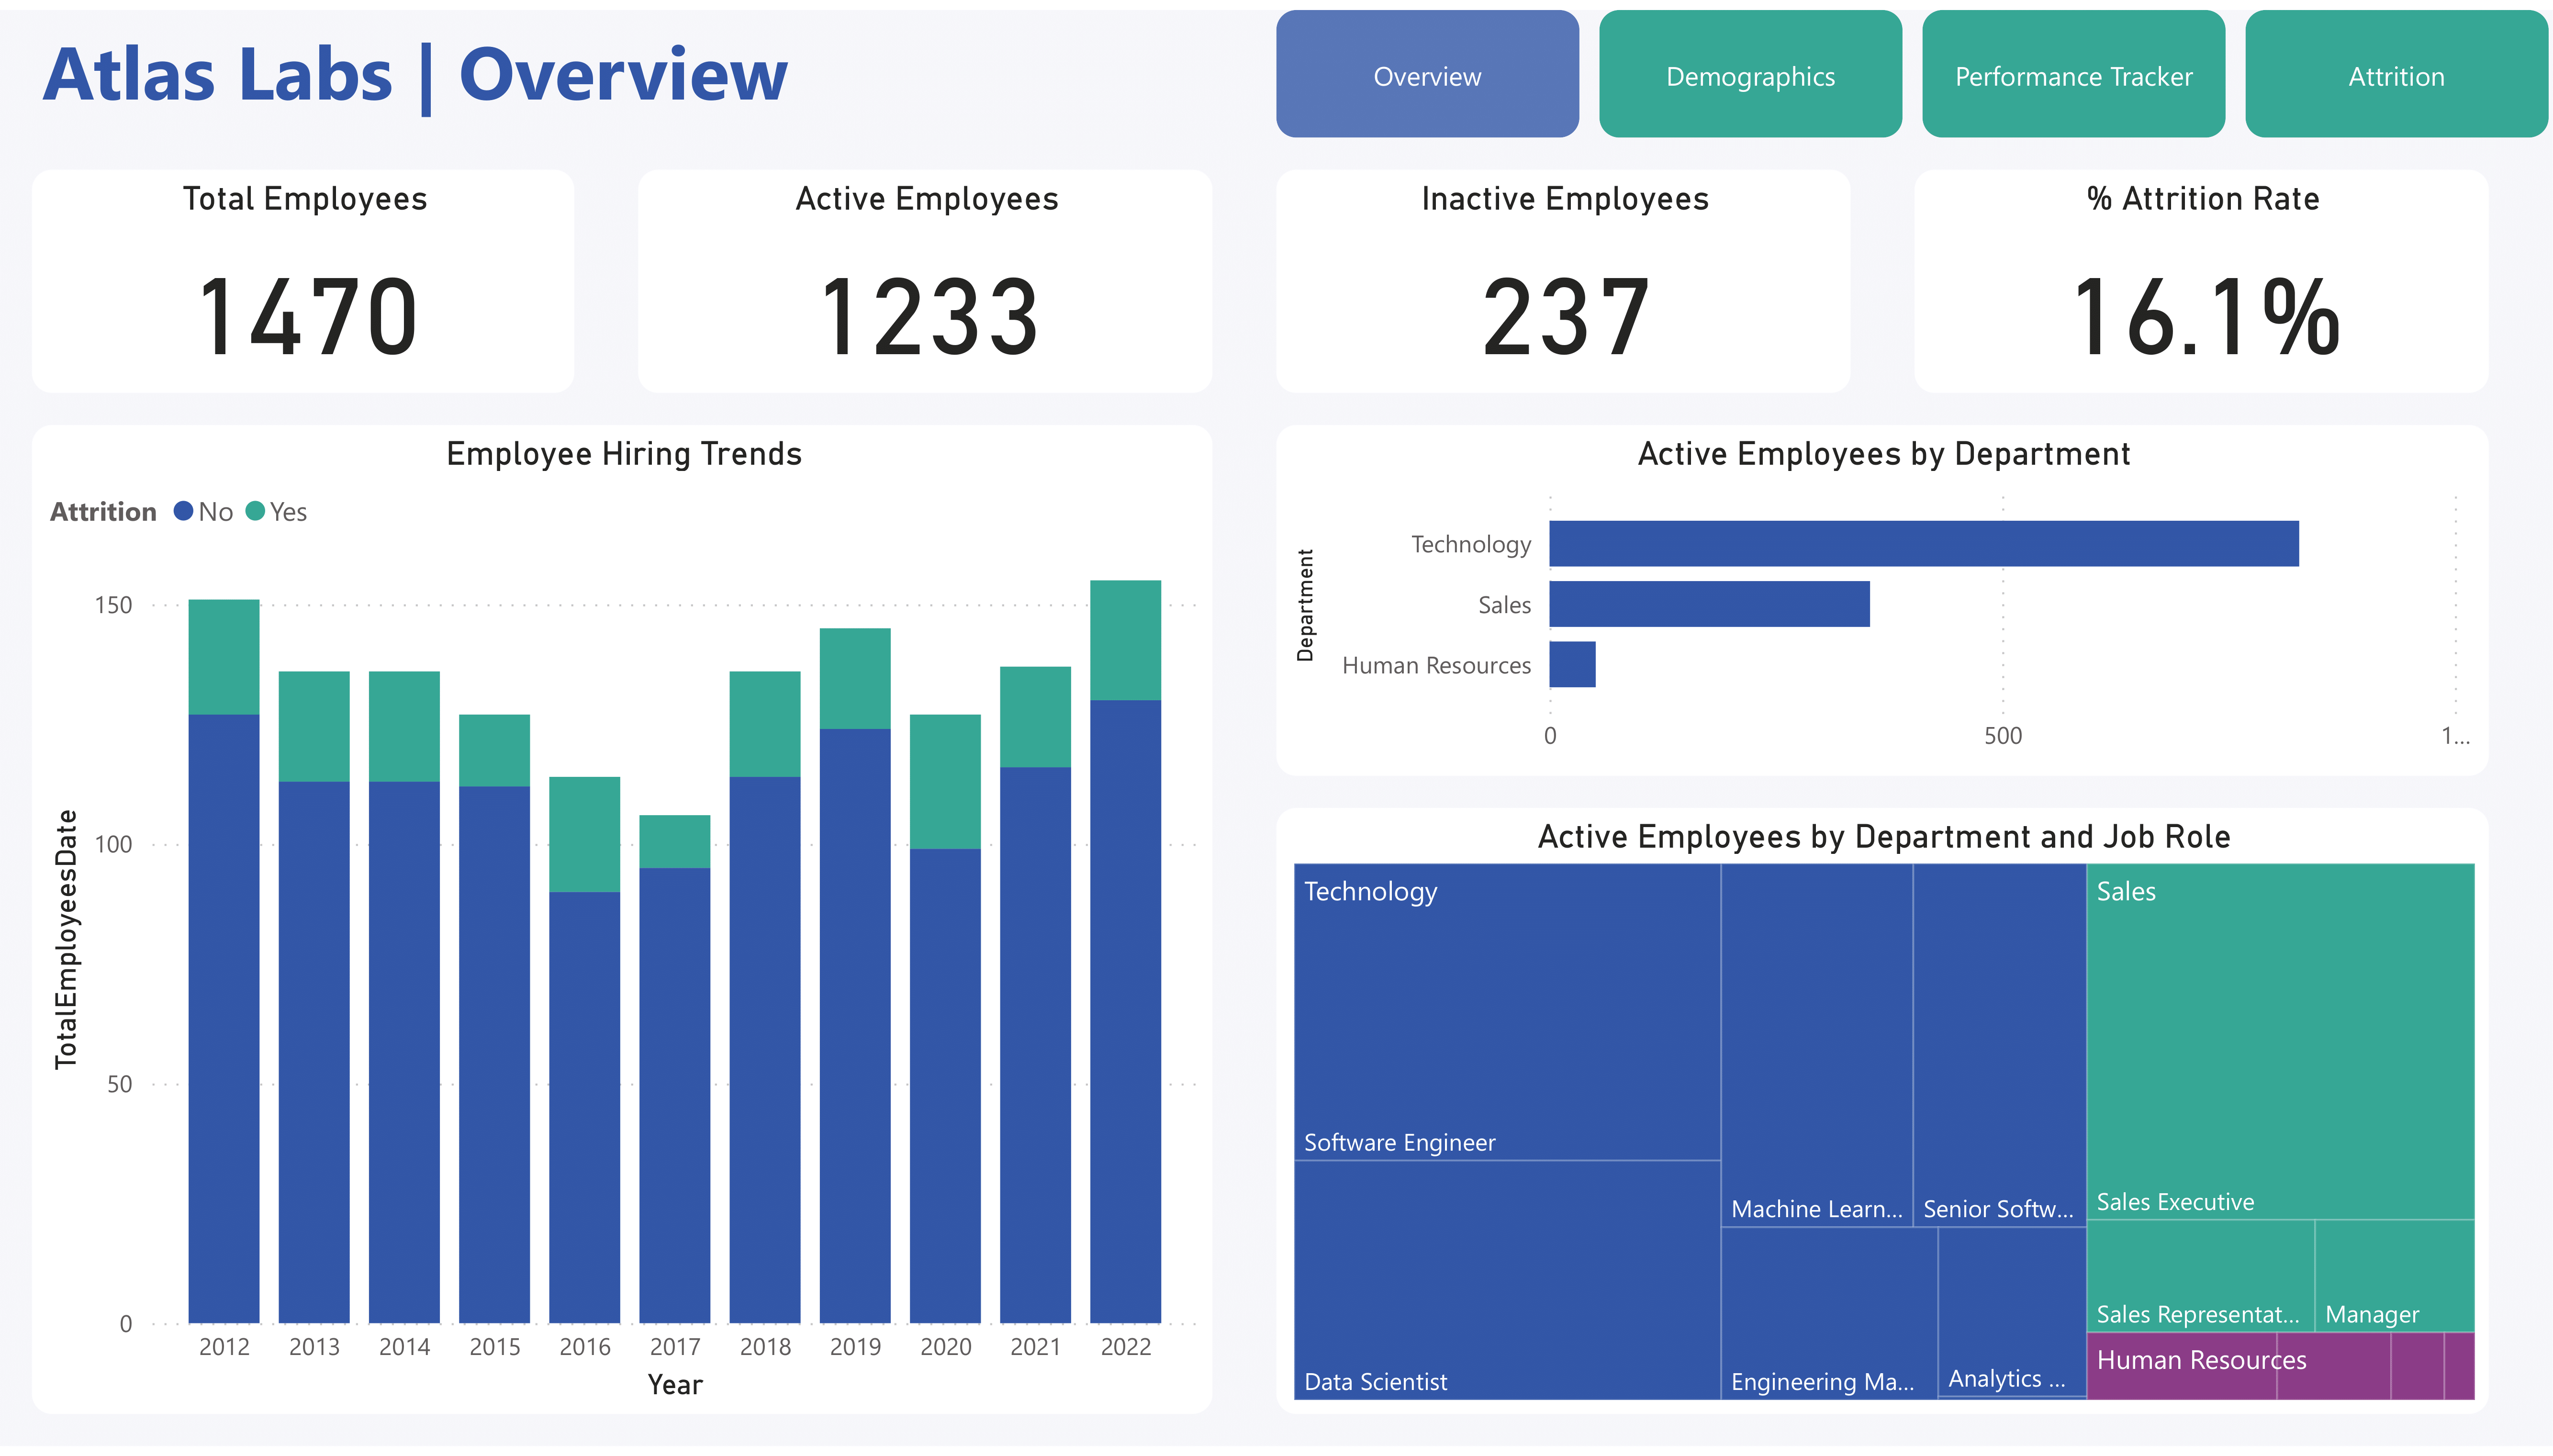 Atlas Labs | Overview
Overview
Demographics
Performance Tracker
Attrition
Total Employees
1470
Active Employees
1233
Inactive Employees
237
% Attrition Rate
16.1%
Employee Hiring Trends
Attrition No Yes
TotalEmployeesDate
150
100
50
0
2012 2013 2014 2015 2016 2017 2018 2019 2020 2021 2022
Year
Active Employees by Department
Department
Technology
Sales
Human Resources
0 500 1...
Active Employees by Department and Job Role
Technology
Software Engineer
Data Scientist
Machine Learn...
Senior Softw...
Engineering Ma...
Analytics ...
Sales
Sales Executive
Sales Representat...
Manager
Human Resources